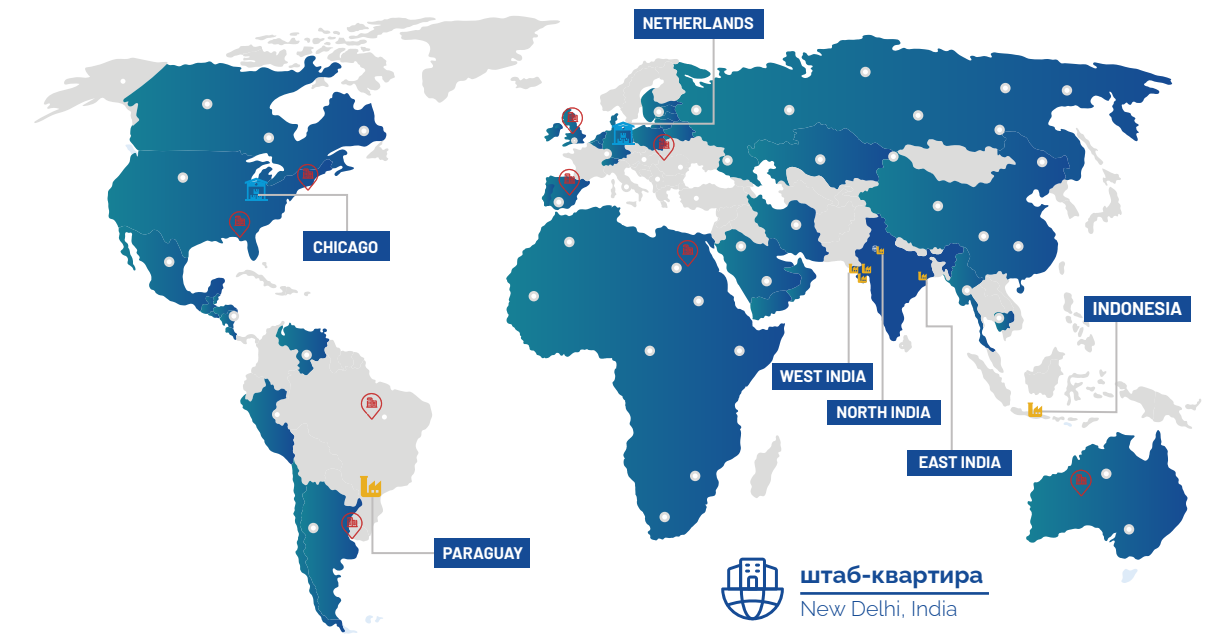 NETHERLANDS
CHICAGO
INDONESIA
WEST INDIA
NORTH INDIA
EAST INDIA
PARAGUAY
штаб-квартира
New Delhi, India